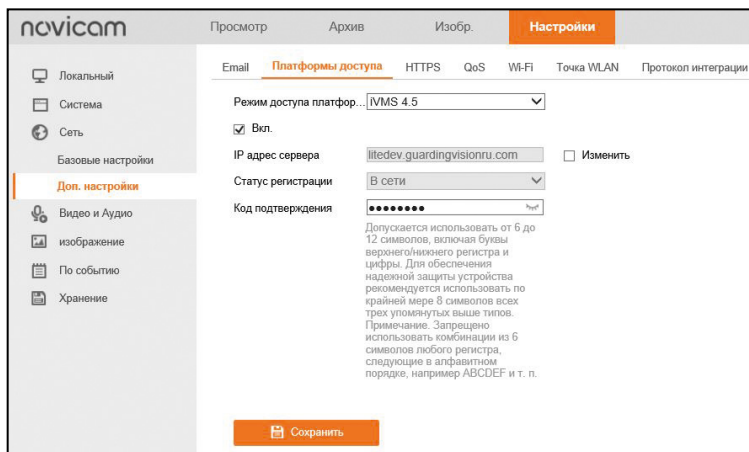 novicam
Просмотр Архив Изобр. Настройки
Локальный
Система
Сеть
Базовые настройки
Доп. настройки
Видео и Аудио
изображение
По событию
Хранение
Email Платформы доступа HTTPS QoS Wi-Fi Точка WLAN Протокол интеграции
Режим доступа платфор... iVMS 4.5
Вкл.
IP адрес сервера litedev.guardingvisionru.com Изменить
Статус регистрации В сети
Код подтверждения ●●●●●●●●
Допускается использовать от 6 до
12 символов, включая буквы
верхнего/нижнего регистра и
цифры. Для обеспечения
надежной защиты устройства
рекомендуется использовать по
крайней мере 8 символов всех
трех упомянутых выше типов.
Примечание. Запрещено
использовать комбинации из 6
символов любого регистра,
следующие в алфавитном
порядке, например ABCDEF и т. п.
Сохранить